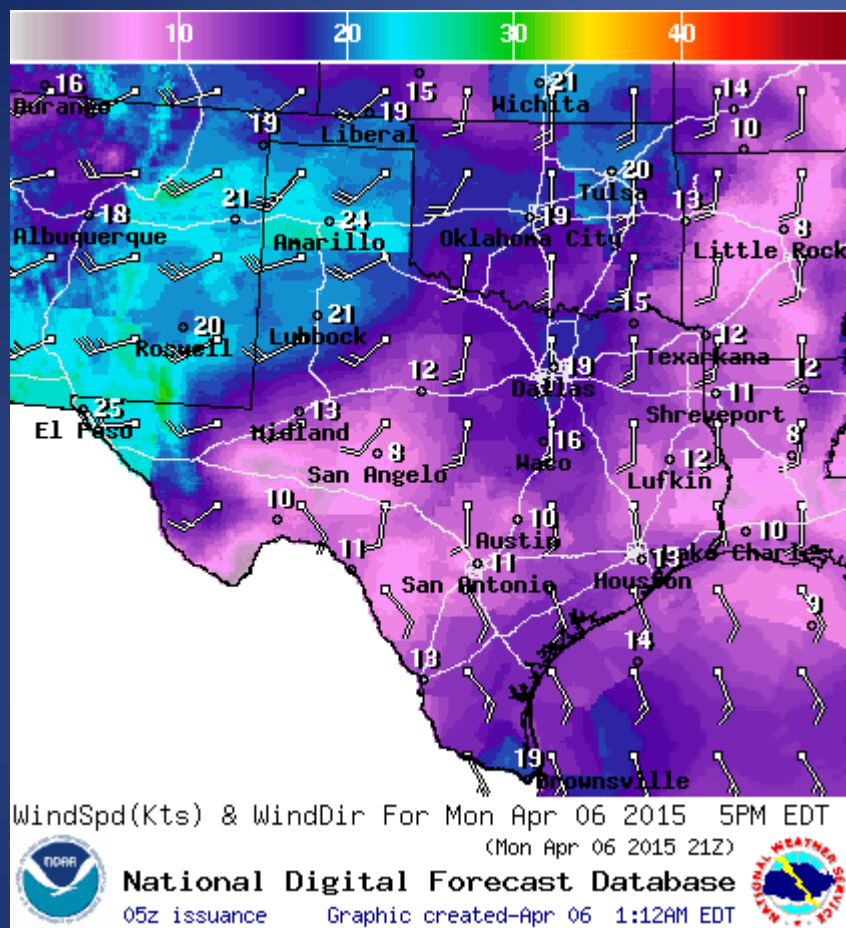 10 20 30 40
16 15 21 14
Durango Wichita
19 Liberal 19 10
20
Tulsa
18 21 24 19 13 8
Albuquerque Amarillo Oklahoma City Little Rock
20 21 15
Roswell Lubbock 12
Texarkana
12 19 12
Dallas 11
25 13 Shreveport
El Paso Midland
8 16 12 8
San Angelo Waco Lufkin
10 10 10
Austin
11 11 13 Lake Charles
San Antonio Houston
9
13 14
19
Brownsville
WindSpd(Kts) & WindDir For Mon Apr 06 2015 5PM EDT
(Mon Apr 06 2015 21Z)
National Digital Forecast Database
05z issuance Graphic created-Apr 06 1:12AM EDT
NOAA
NATIONAL WEATHER SERVICE